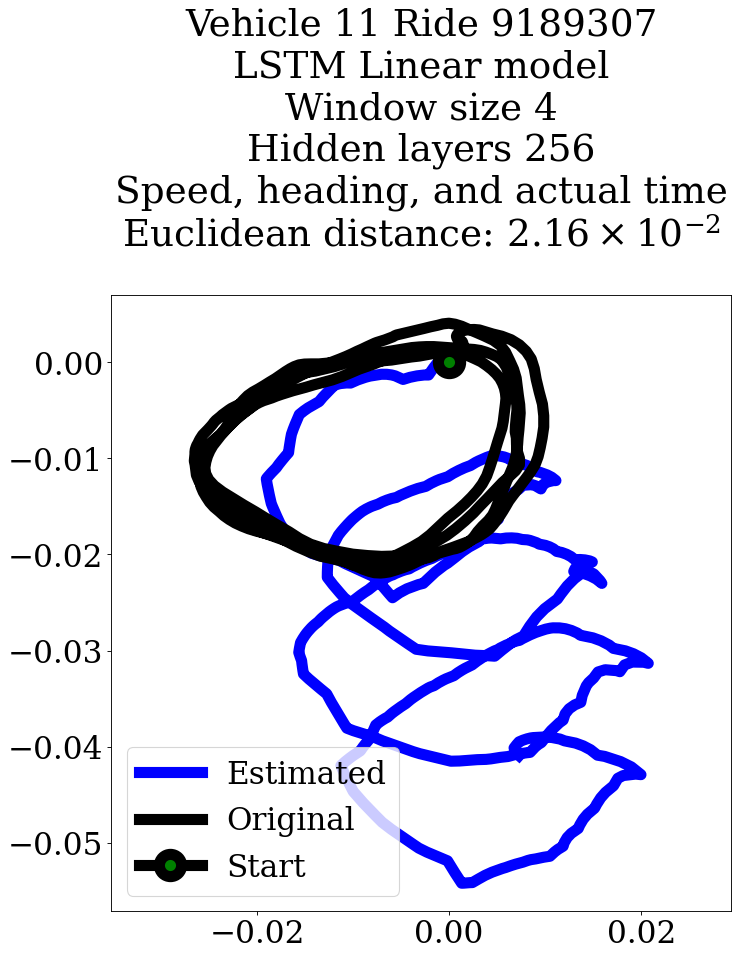 Vehicle 11 Ride 9189307
LSTM Linear model
Window size 4
Hidden layers 256
Speed, heading, and actual time
Euclidean distance: 2.16 × 10⁻²
0.00
−0.01
−0.02
−0.03
−0.04
−0.05
Estimated
Original
Start
−0.02 0.00 0.02